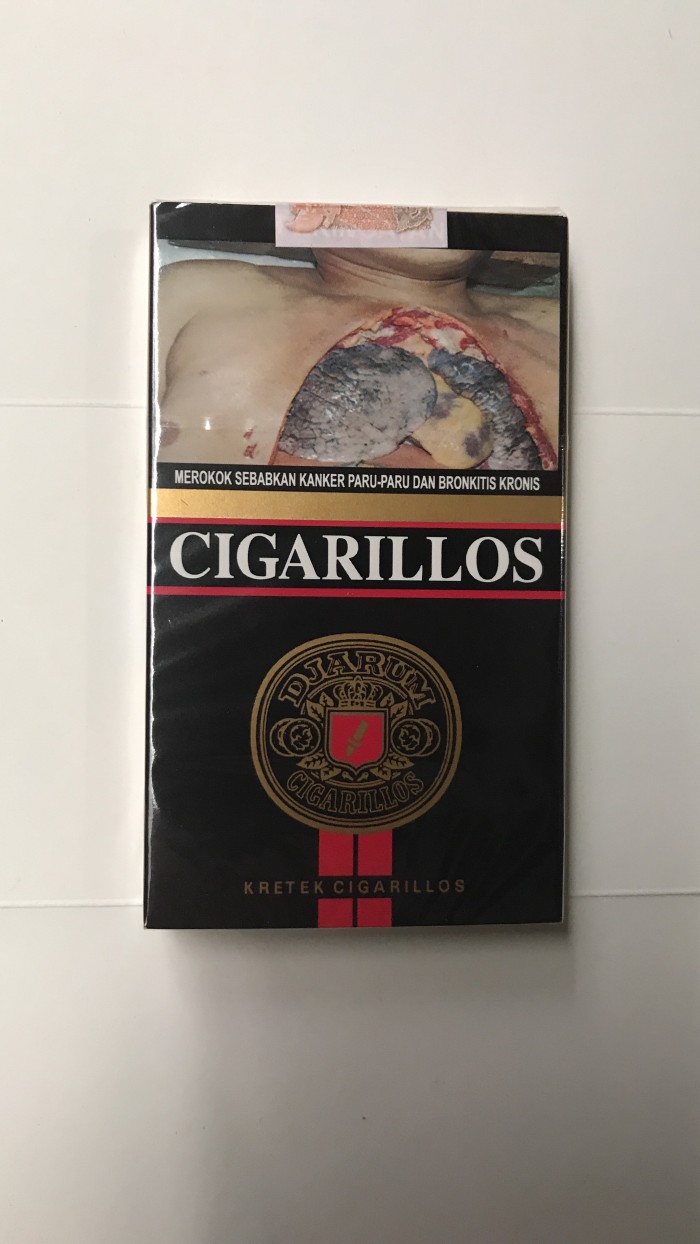 MEROKOK SEBABKAN KANKER PARU-PARU DAN BRONKITIS KRONIS
CIGARILLOS
DJARUM
CIGARILLOS
KRETEK CIGARILLOS